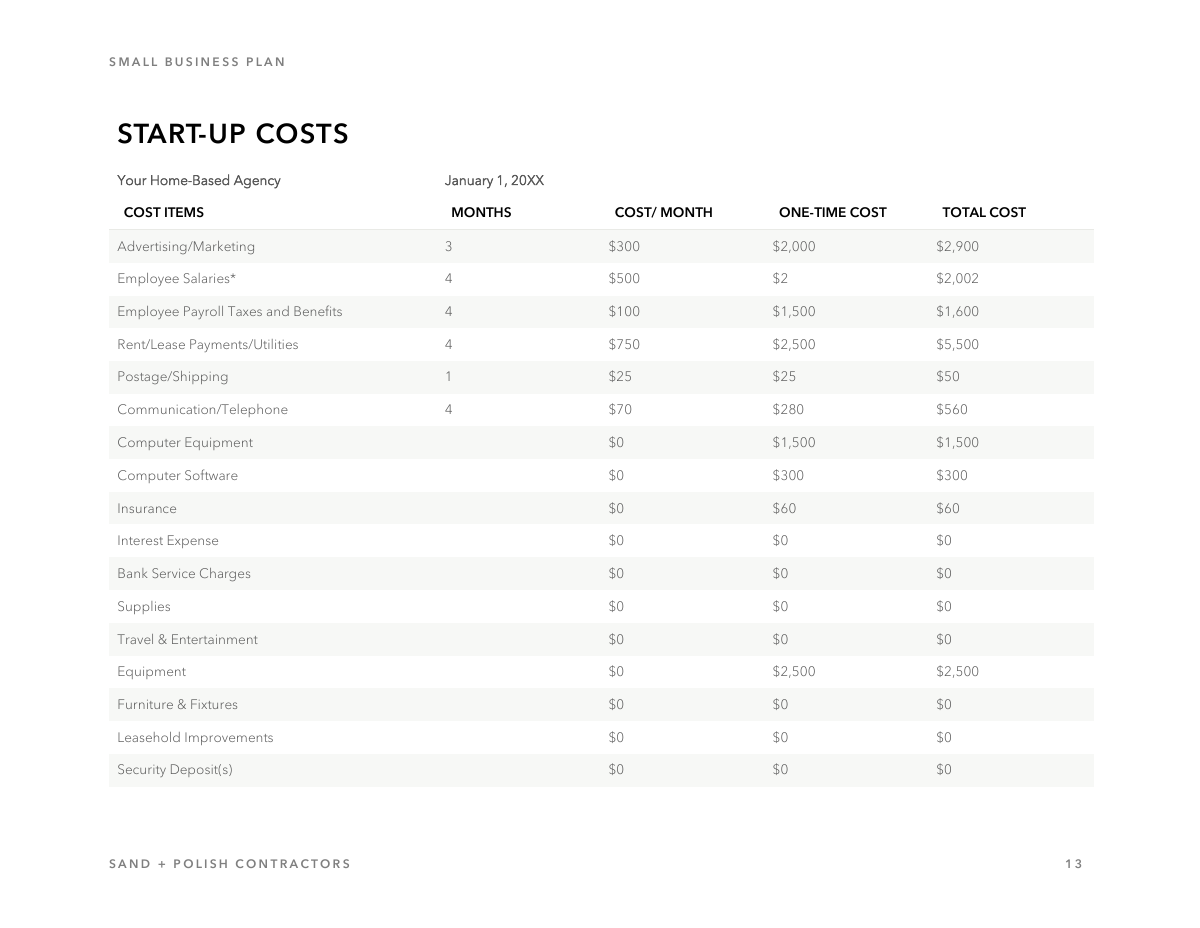 SMALL BUSINESS PLAN
START-UP COSTS
Your Home-Based Agency January 1, 20XX
COST ITEMS MONTHS COST/ MONTH ONE-TIME COST TOTAL COST
Advertising/Marketing 3 $300 $2,000 $2,900
Employee Salaries* 4 $500 $2 $2,002
Employee Payroll Taxes and Benefits 4 $100 $1,500 $1,600
Rent/Lease Payments/Utilities 4 $750 $2,500 $5,500
Postage/Shipping 1 $25 $25 $50
Communication/Telephone 4 $70 $280 $560
Computer Equipment $0 $1,500 $1,500
Computer Software $0 $300 $300
Insurance $0 $60 $60
Interest Expense $0 $0 $0
Bank Service Charges $0 $0 $0
Supplies $0 $0 $0
Travel & Entertainment $0 $0 $0
Equipment $0 $2,500 $2,500
Furniture & Fixtures $0 $0 $0
Leasehold Improvements $0 $0 $0
Security Deposit(s) $0 $0 $0
SAND + POLISH CONTRACTORS 13